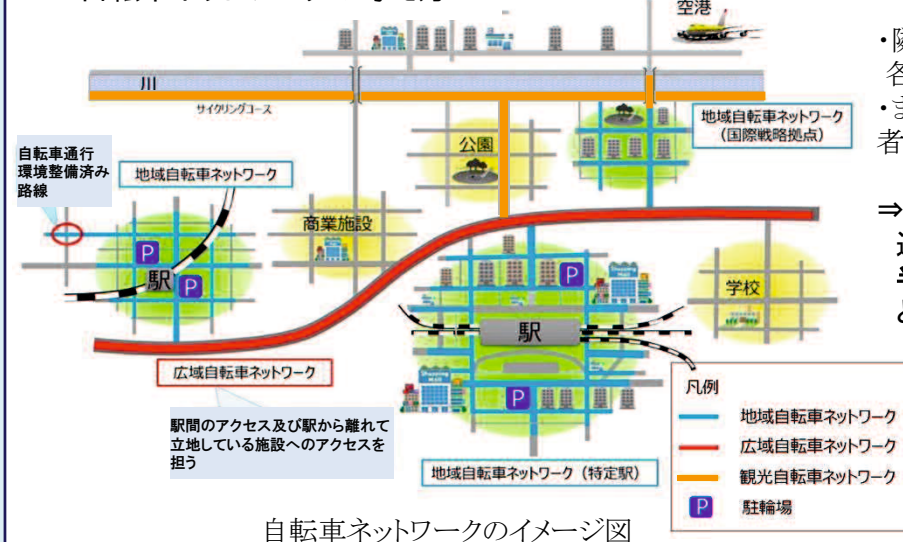 空港
川
サイクリングコース
地域自転車ネットワーク
（国際戦略拠点）
公園
自転車通行
環境整備済み
路線
地域自転車ネットワーク
商業施設
P
駅
P
P
Shopping
Mall
学校
駅
広域自転車ネットワーク
Shopping
Mall
P
駅間のアクセス及び駅から離れて
立地している施設へのアクセスを
担う
地域自転車ネットワーク（特定駅）
凡例
地域自転車ネットワーク
広域自転車ネットワーク
観光自転車ネットワーク
P 駐輪場
自転車ネットワークのイメージ図
・隣
各
・ま
者
⇒